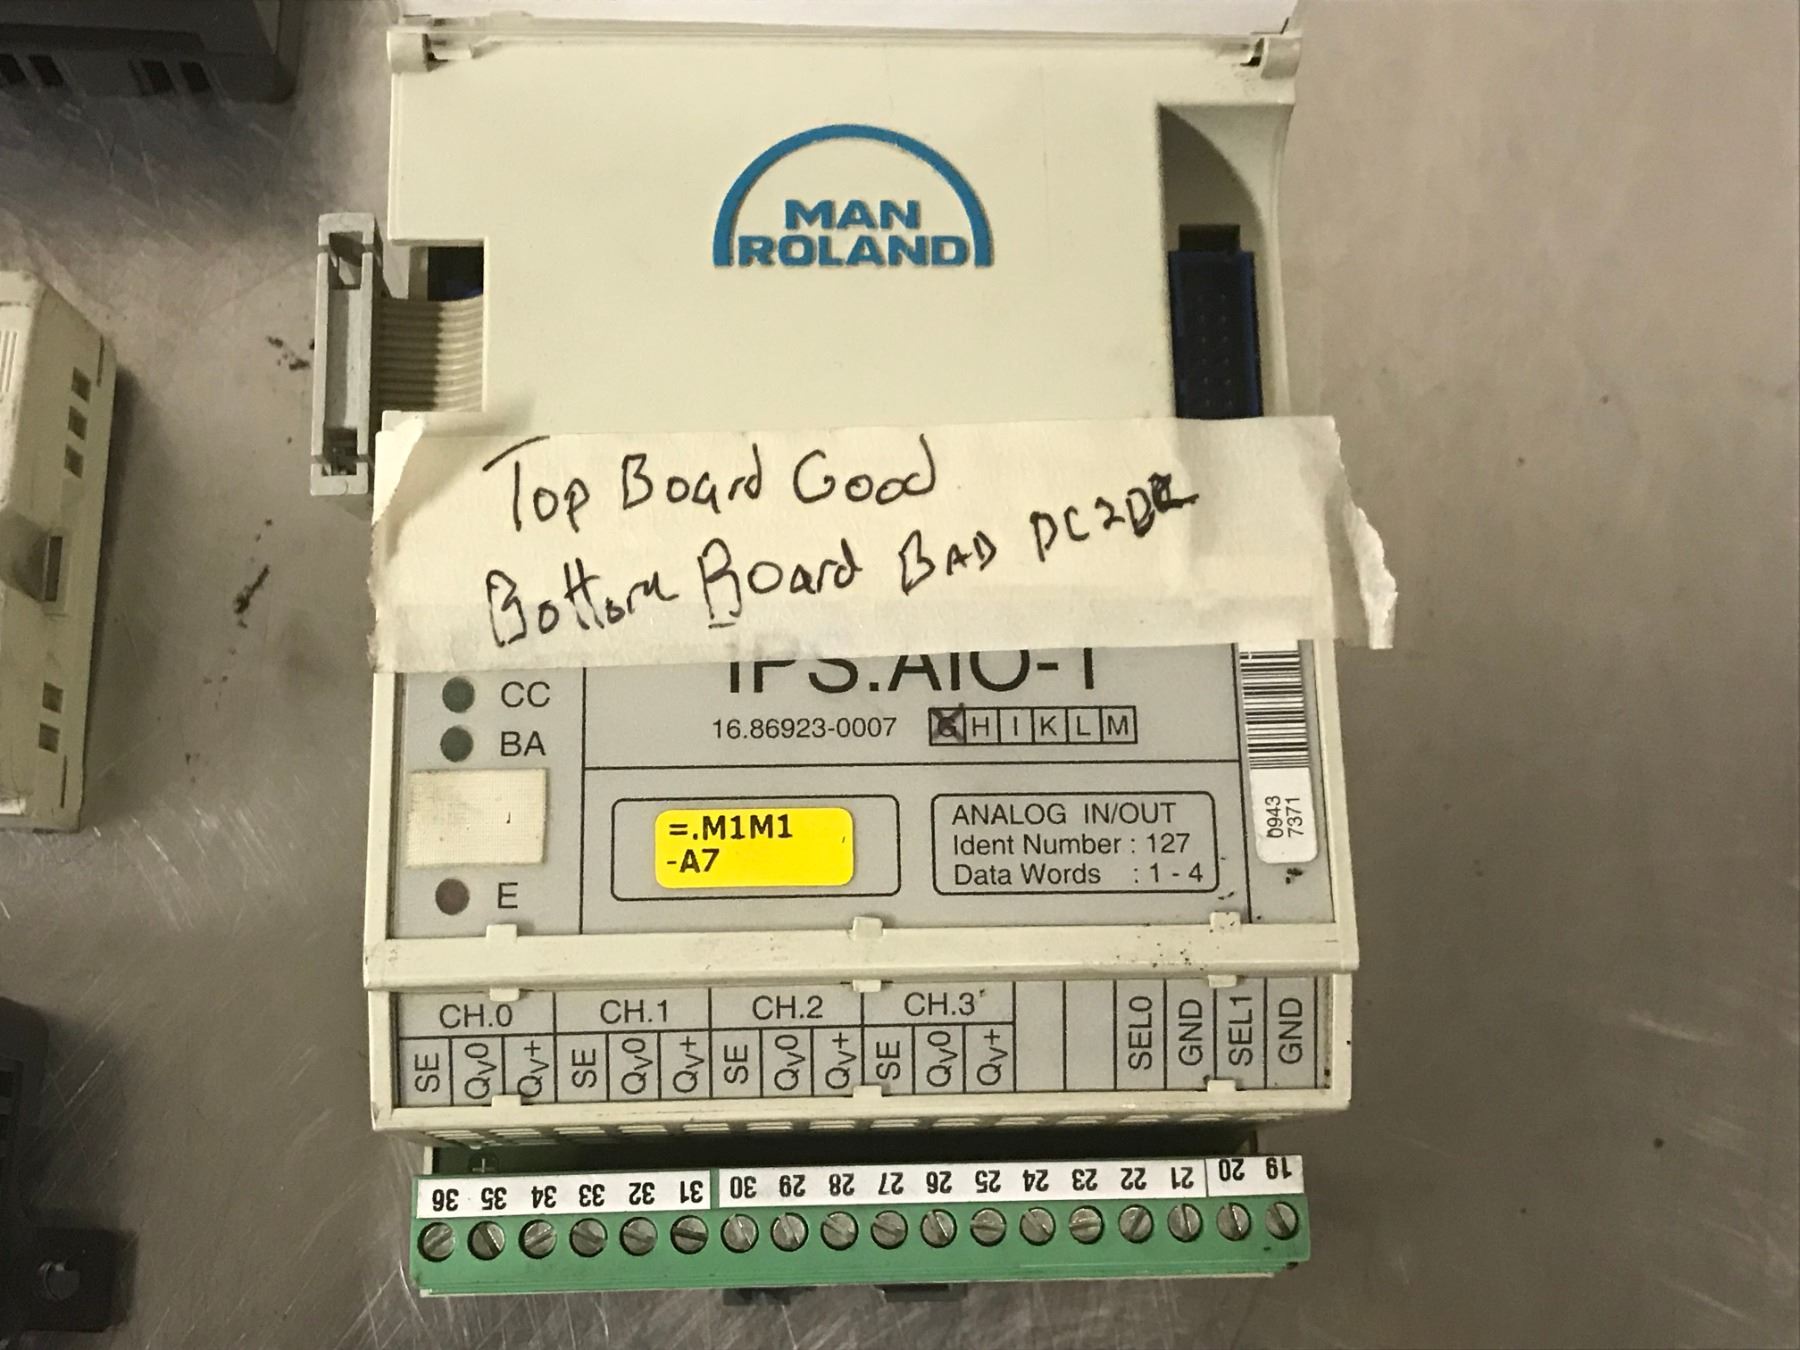 MAN
ROLAND
Top Board Good
Bottom Board BAD
IPS.AIO-1
CC
16.86923-0007 G H I K L M
BA
=.M1M1
-A7
ANALOG IN/OUT
Ident Number : 127
Data Words : 1 - 4
0943
7371
E
CH.0 CH.1 CH.2 CH.3
SE QV0 QV+ SE QV0 QV+ SE QV0 QV+ SE QV0 QV+ SEL0 GND SEL1 GND
36 35 34 33 32 31 30 29 28 27 26 25 24 23 22 21 20 19